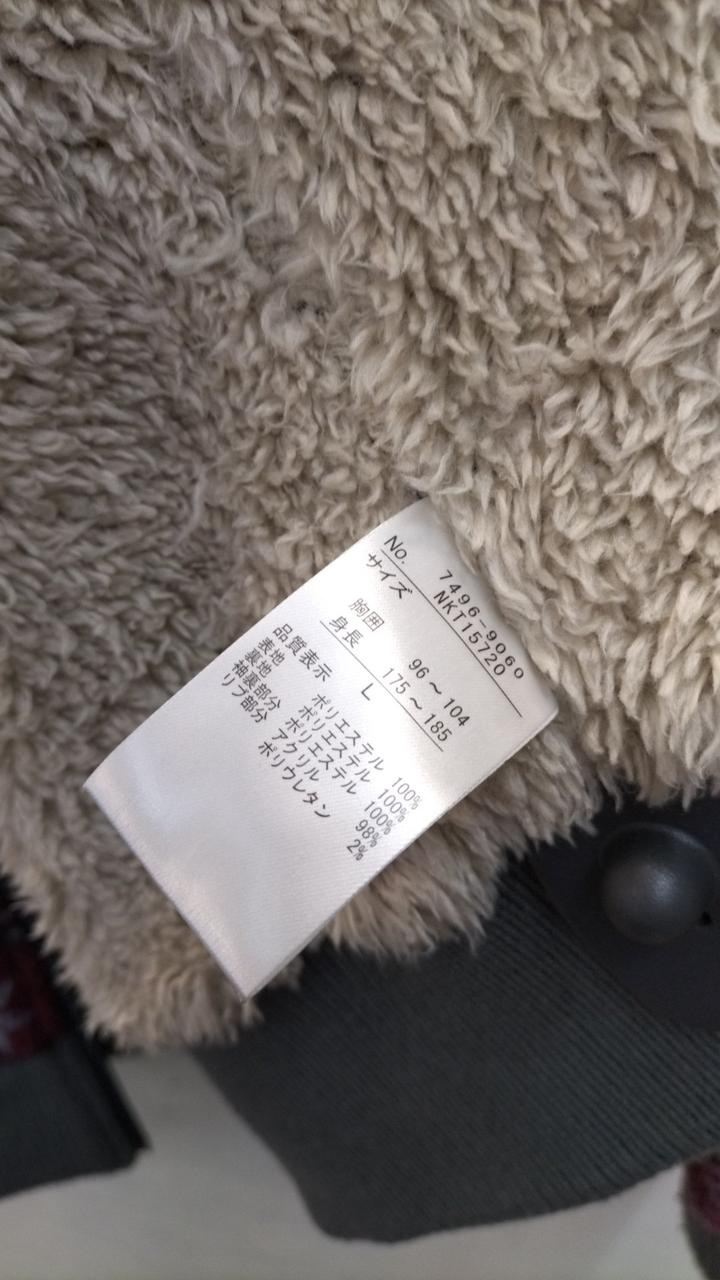 No. 7496-9060
NKT15720
サイズ
胸囲 96～104
身長 175～185
L
品質表示
表地 ポリエステル 100%
裏地 ポリエステル 100%
袖裏部分 ポリエステル 100%
リブ部分 アクリル 98%
ポリウレタン 2%